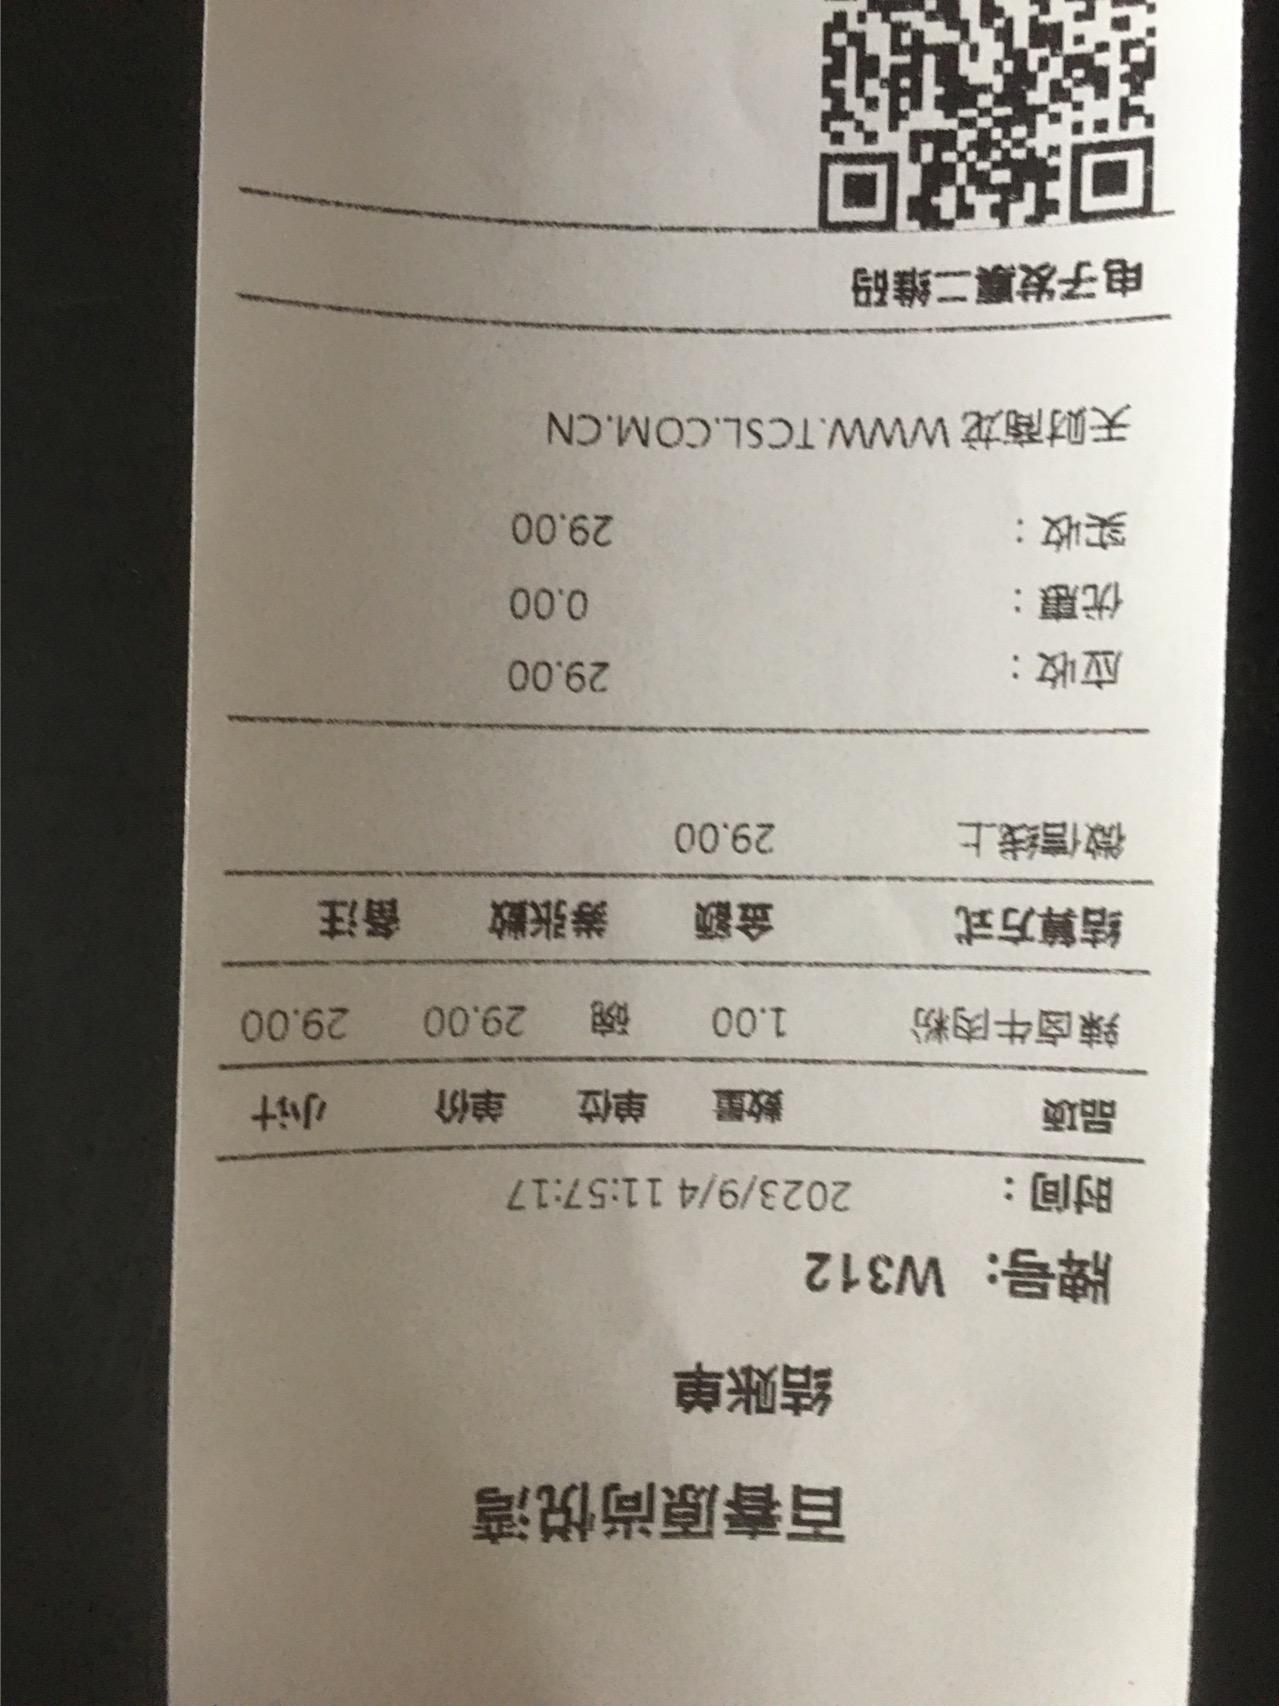 百春原尚悦湾
结账单
牌号: W312
时间: 2023/9/4 11:57:17
品项 数量 单位 单价 小计
辣卤牛肉粉 1.00 碗 29.00 29.00
结算方式 金额 券张数 备注
微信线上 29.00
应收: 29.00
优惠: 0.00
实收: 29.00
天财商龙 WWW.TCSL.COM.CN
电子发票二维码